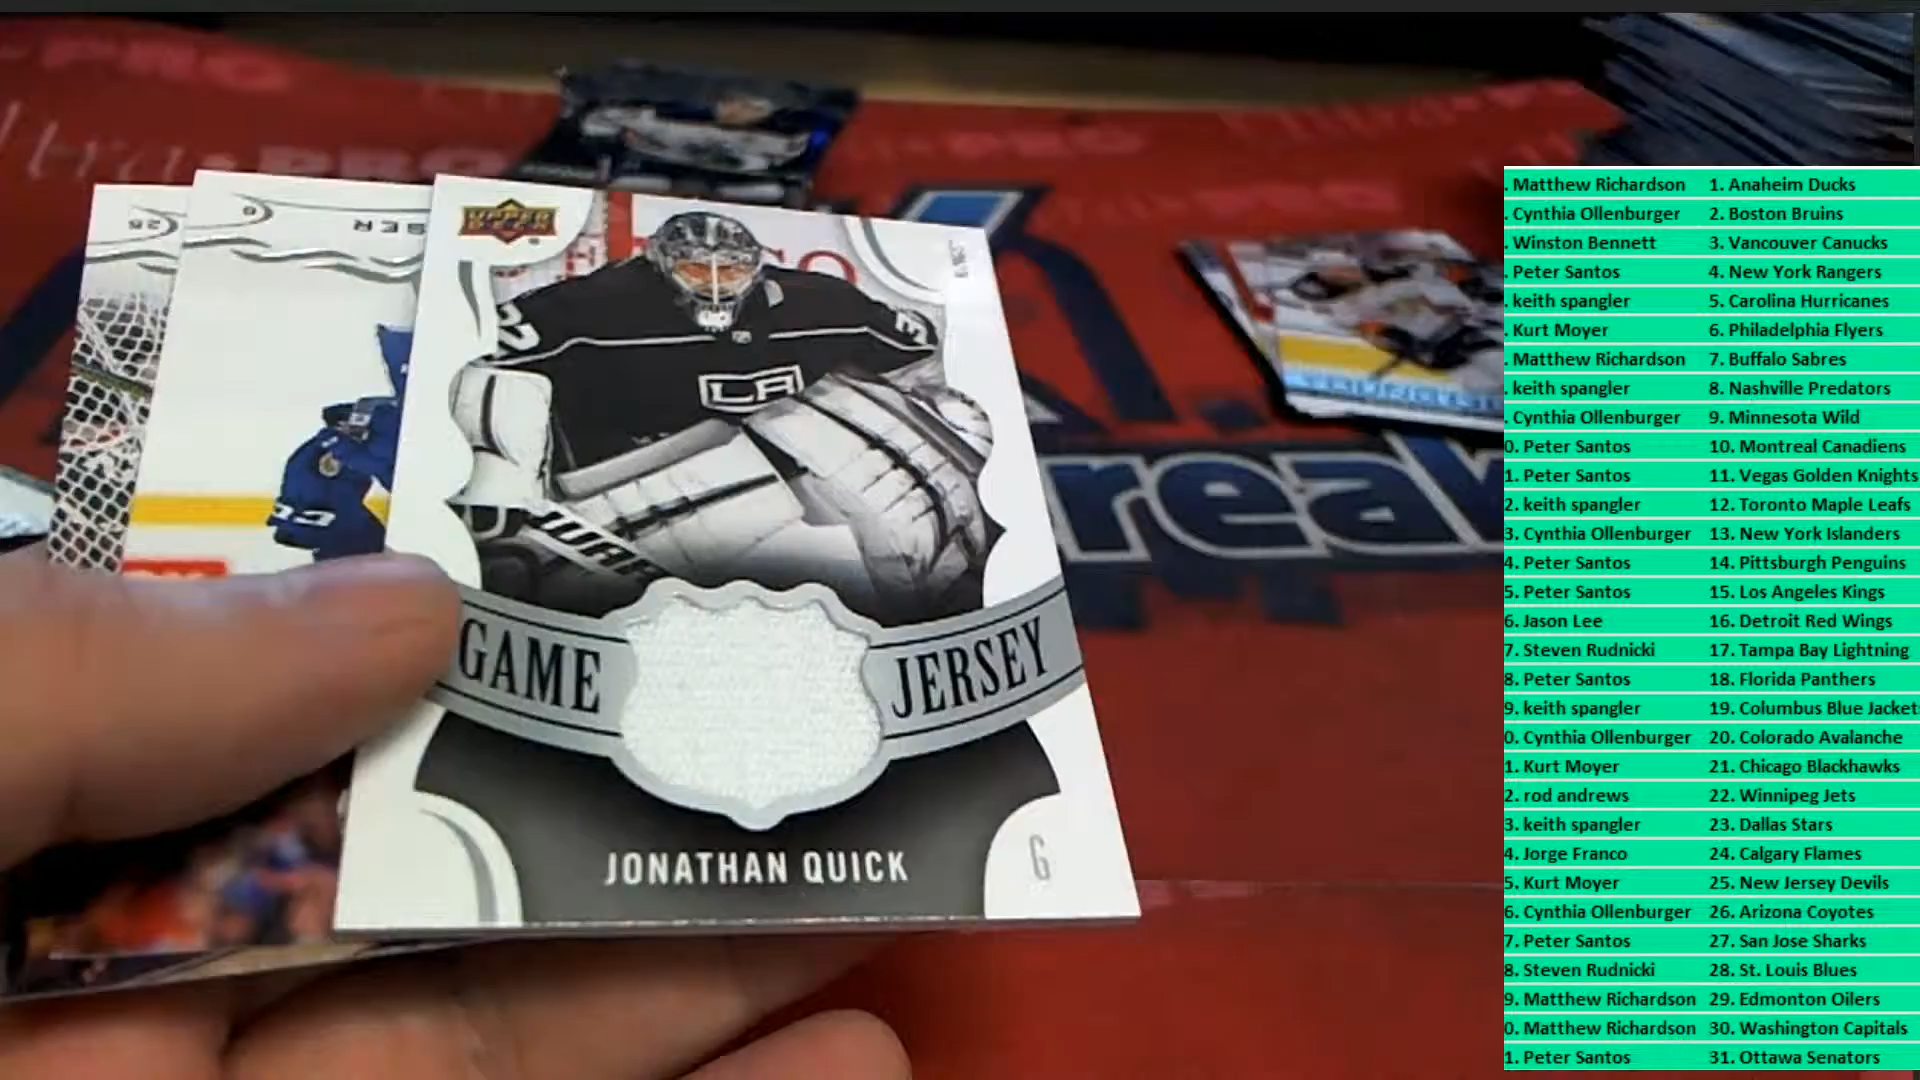 UPPER DECK
LA
GAME JERSEY
JONATHAN QUICK
G
PRO
PRO
reak
. Matthew Richardson 1. Anaheim Ducks
. Cynthia Ollenburger 2. Boston Bruins
. Winston Bennett 3. Vancouver Canucks
. Peter Santos 4. New York Rangers
. keith spangler 5. Carolina Hurricanes
. Kurt Moyer 6. Philadelphia Flyers
. Matthew Richardson 7. Buffalo Sabres
. keith spangler 8. Nashville Predators
. Cynthia Ollenburger 9. Minnesota Wild
0. Peter Santos 10. Montreal Canadiens
1. Peter Santos 11. Vegas Golden Knights
2. keith spangler 12. Toronto Maple Leafs
3. Cynthia Ollenburger 13. New York Islanders
4. Peter Santos 14. Pittsburgh Penguins
5. Peter Santos 15. Los Angeles Kings
6. Jason Lee 16. Detroit Red Wings
7. Steven Rudnicki 17. Tampa Bay Lightning
8. Peter Santos 18. Florida Panthers
9. keith spangler 19. Columbus Blue Jackets
0. Cynthia Ollenburger 20. Colorado Avalanche
1. Kurt Moyer 21. Chicago Blackhawks
2. rod andrews 22. Winnipeg Jets
3. keith spangler 23. Dallas Stars
4. Jorge Franco 24. Calgary Flames
5. Kurt Moyer 25. New Jersey Devils
6. Cynthia Ollenburger 26. Arizona Coyotes
7. Peter Santos 27. San Jose Sharks
8. Steven Rudnicki 28. St. Louis Blues
9. Matthew Richardson 29. Edmonton Oilers
0. Matthew Richardson 30. Washington Capitals
1. Peter Santos 31. Ottawa Senators